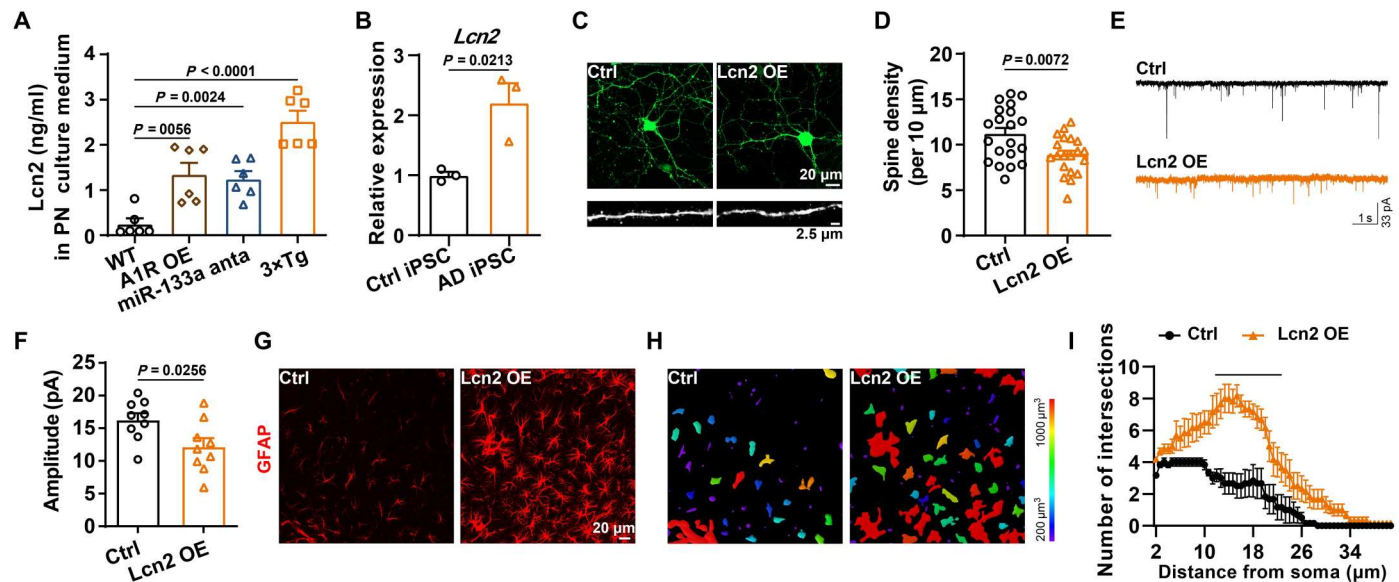 A
Lcn2 (ng/ml)
in PN culture medium
4
3
2
1
0
P < 0.0001
P = 0.0024
P = 0056
WT
A1R OE
miR-133a anta
3×Tg
B
Lcn2
Relative expression
3
2
1
0
P = 0.0213
Ctrl iPSC
AD iPSC
C
Ctrl
Lcn2 OE
20 μm
2.5 μm
D
Spine density
(per 10 μm)
20
15
10
5
0
P = 0.0072
Ctrl
Lcn2 OE
E
Ctrl
Lcn2 OE
1 s
33 pA
F
Amplitude (pA)
25
20
15
10
5
0
P = 0.0256
Ctrl
Lcn2 OE
G
GFAP
Ctrl
Lcn2 OE
20 μm
H
Ctrl
Lcn2 OE
1000 μm³
200 μm³
I
Ctrl
Lcn2 OE
Number of intersections
10
8
6
4
2
0
2 10 18 26 34
Distance from soma (μm)